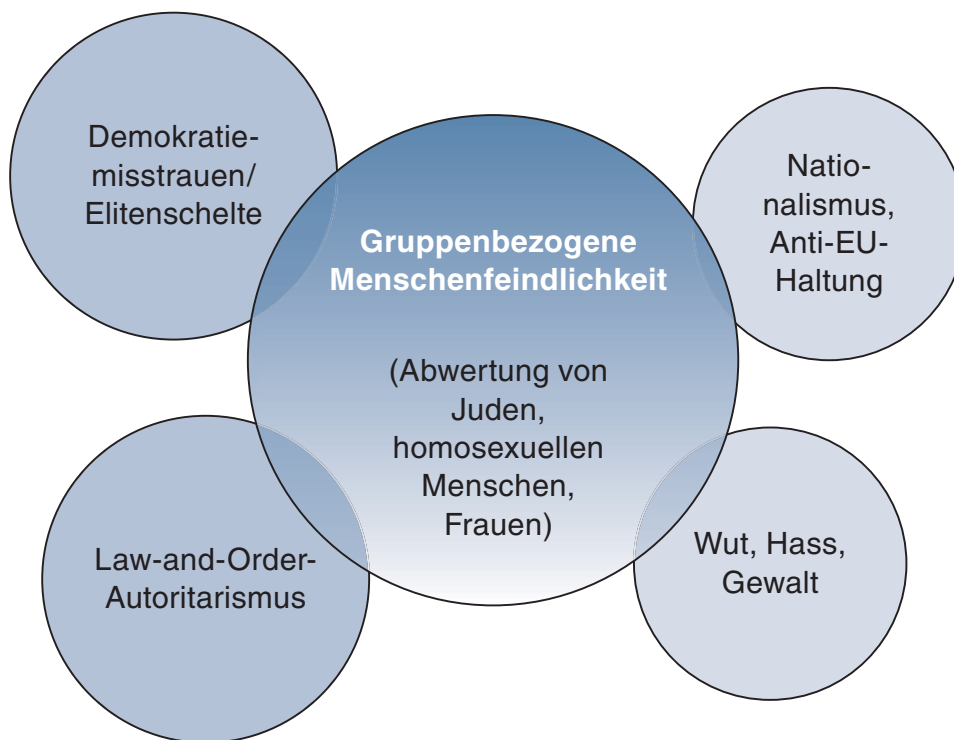 Demokratie-
misstrauen/
Elitenschelte
Natio-
nalismus,
Anti-EU-
Haltung
Gruppenbezogene
Menschenfeindlichkeit
(Abwertung von
Juden,
homosexuellen
Menschen,
Frauen)
Law-and-Order-
Autoritarismus
Wut, Hass,
Gewalt